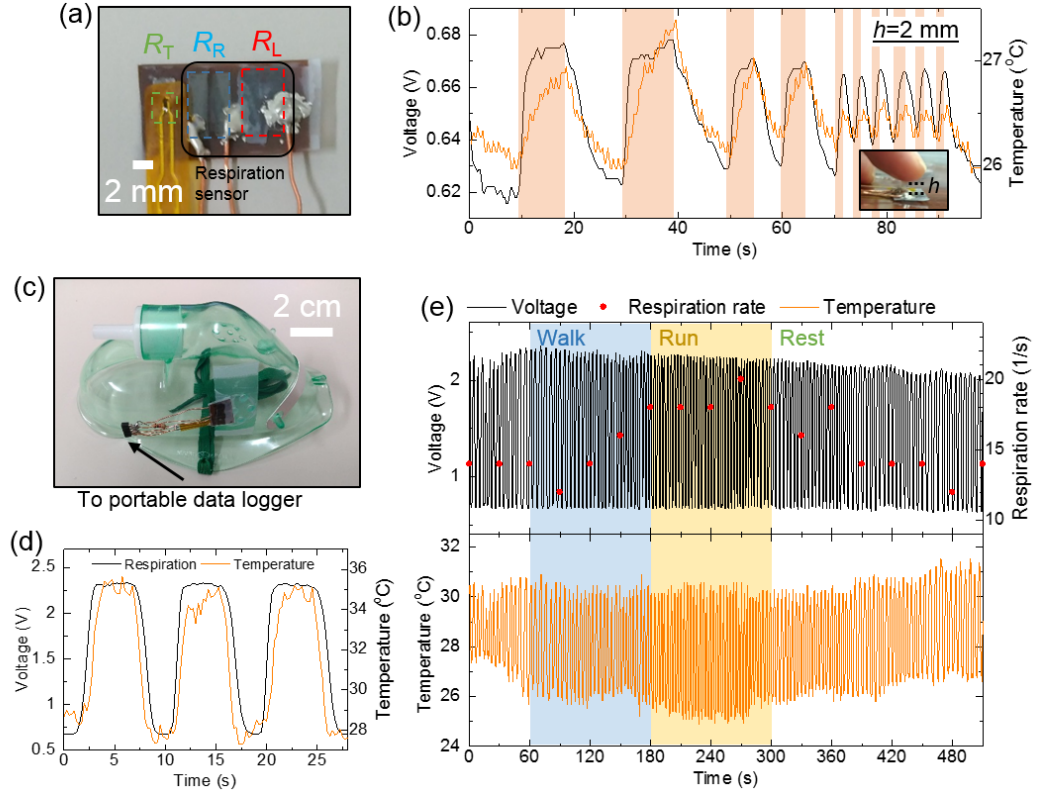 (a)
R_T R_R R_L
Respiration
sensor
2 mm
(b)
h=2 mm
Voltage (V)
0.68
0.66
0.64
0.62
27
26
Temperature (°C)
h
0 20 40 60 80
Time (s)
(c)
2 cm
To portable data logger
(d)
Respiration Temperature
Voltage (V)
2.5
2
1.5
1
0.5
36
34
32
30
28
Temperature (°C)
0 5 10 15 20 25
Time (s)
(e)
Voltage Respiration rate Temperature
Walk Run Rest
Voltage (V)
2
1
20
15
10
Respiration rate (1/s)
Temperature (°C)
32
30
28
26
24
0 60 120 180 240 300 360 480
Time (s)